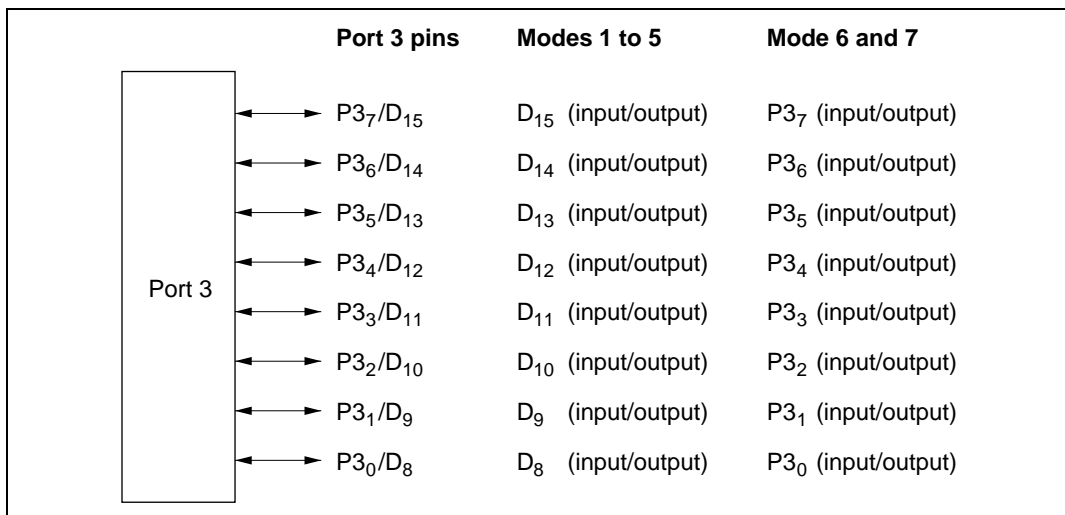 Port 3 pins Modes 1 to 5 Mode 6 and 7
P3₇/D₁₅ D₁₅ (input/output) P3₇ (input/output)
P3₆/D₁₄ D₁₄ (input/output) P3₆ (input/output)
P3₅/D₁₃ D₁₃ (input/output) P3₅ (input/output)
P3₄/D₁₂ D₁₂ (input/output) P3₄ (input/output)
Port 3
P3₃/D₁₁ D₁₁ (input/output) P3₃ (input/output)
P3₂/D₁₀ D₁₀ (input/output) P3₂ (input/output)
P3₁/D₉ D₉ (input/output) P3₁ (input/output)
P3₀/D₈ D₈ (input/output) P3₀ (input/output)